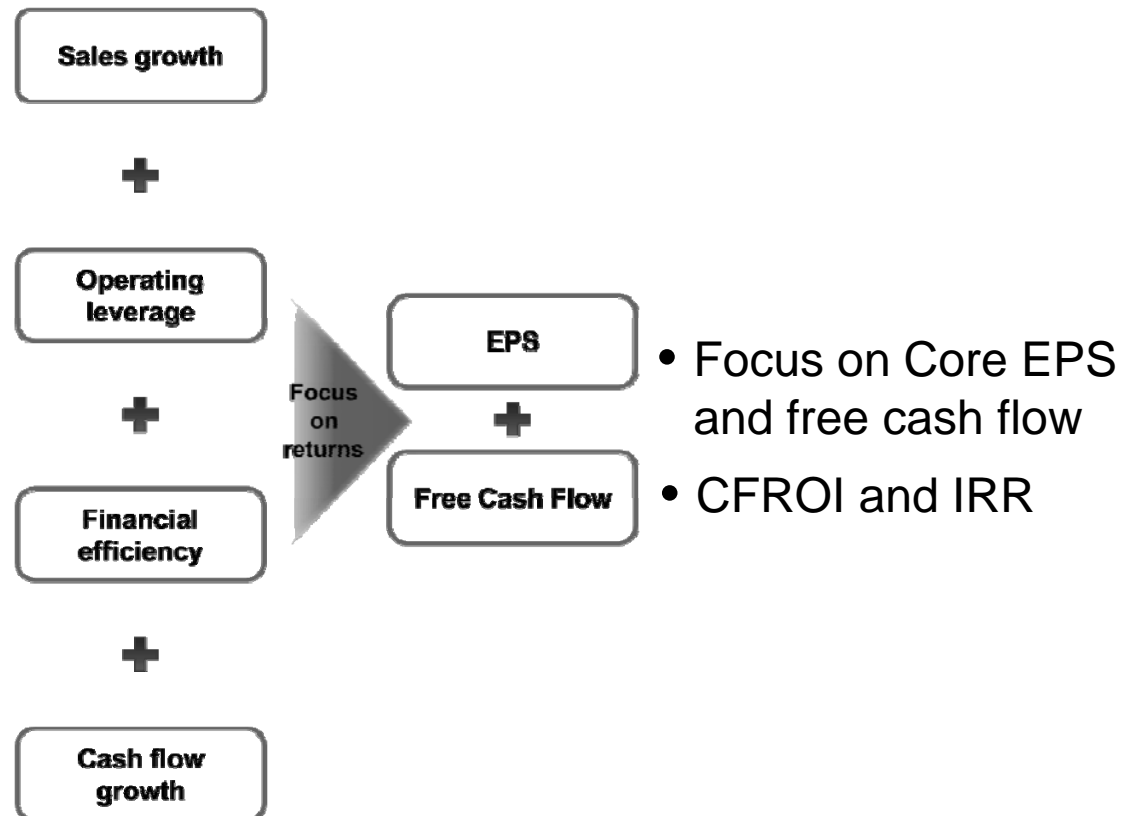 Sales growth
Operating
leverage
Financial
efficiency
Cash flow
growth
Focus
on
returns
EPS
Free Cash Flow
• Focus on Core EPS
and free cash flow
• CFROI and IRR